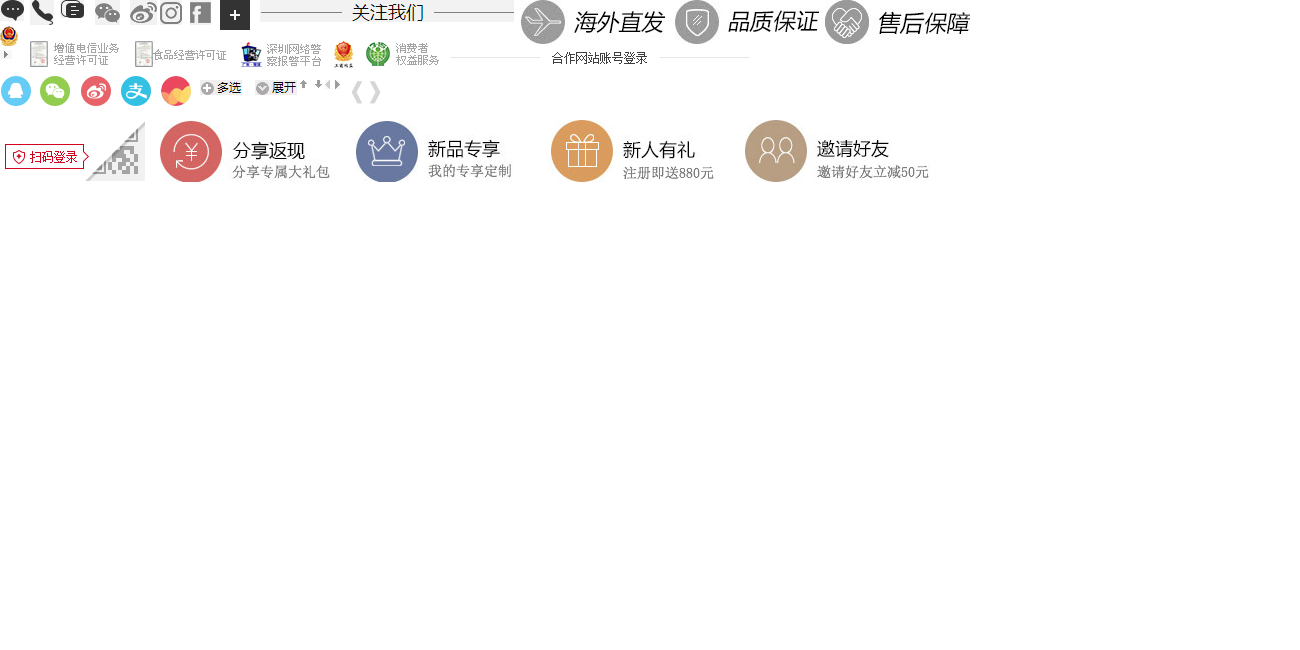 关注我们
海外直发
品质保证
售后保障
增值电信业务
经营许可证
食品经营许可证
深圳网络警
察报警平台
消费者
权益服务
合作网站账号登录
多选
展开
扫码登录
分享返现
分享专属大礼包
新品专享
我的专享定制
新人有礼
注册即送880元
邀请好友
邀请好友立减50元